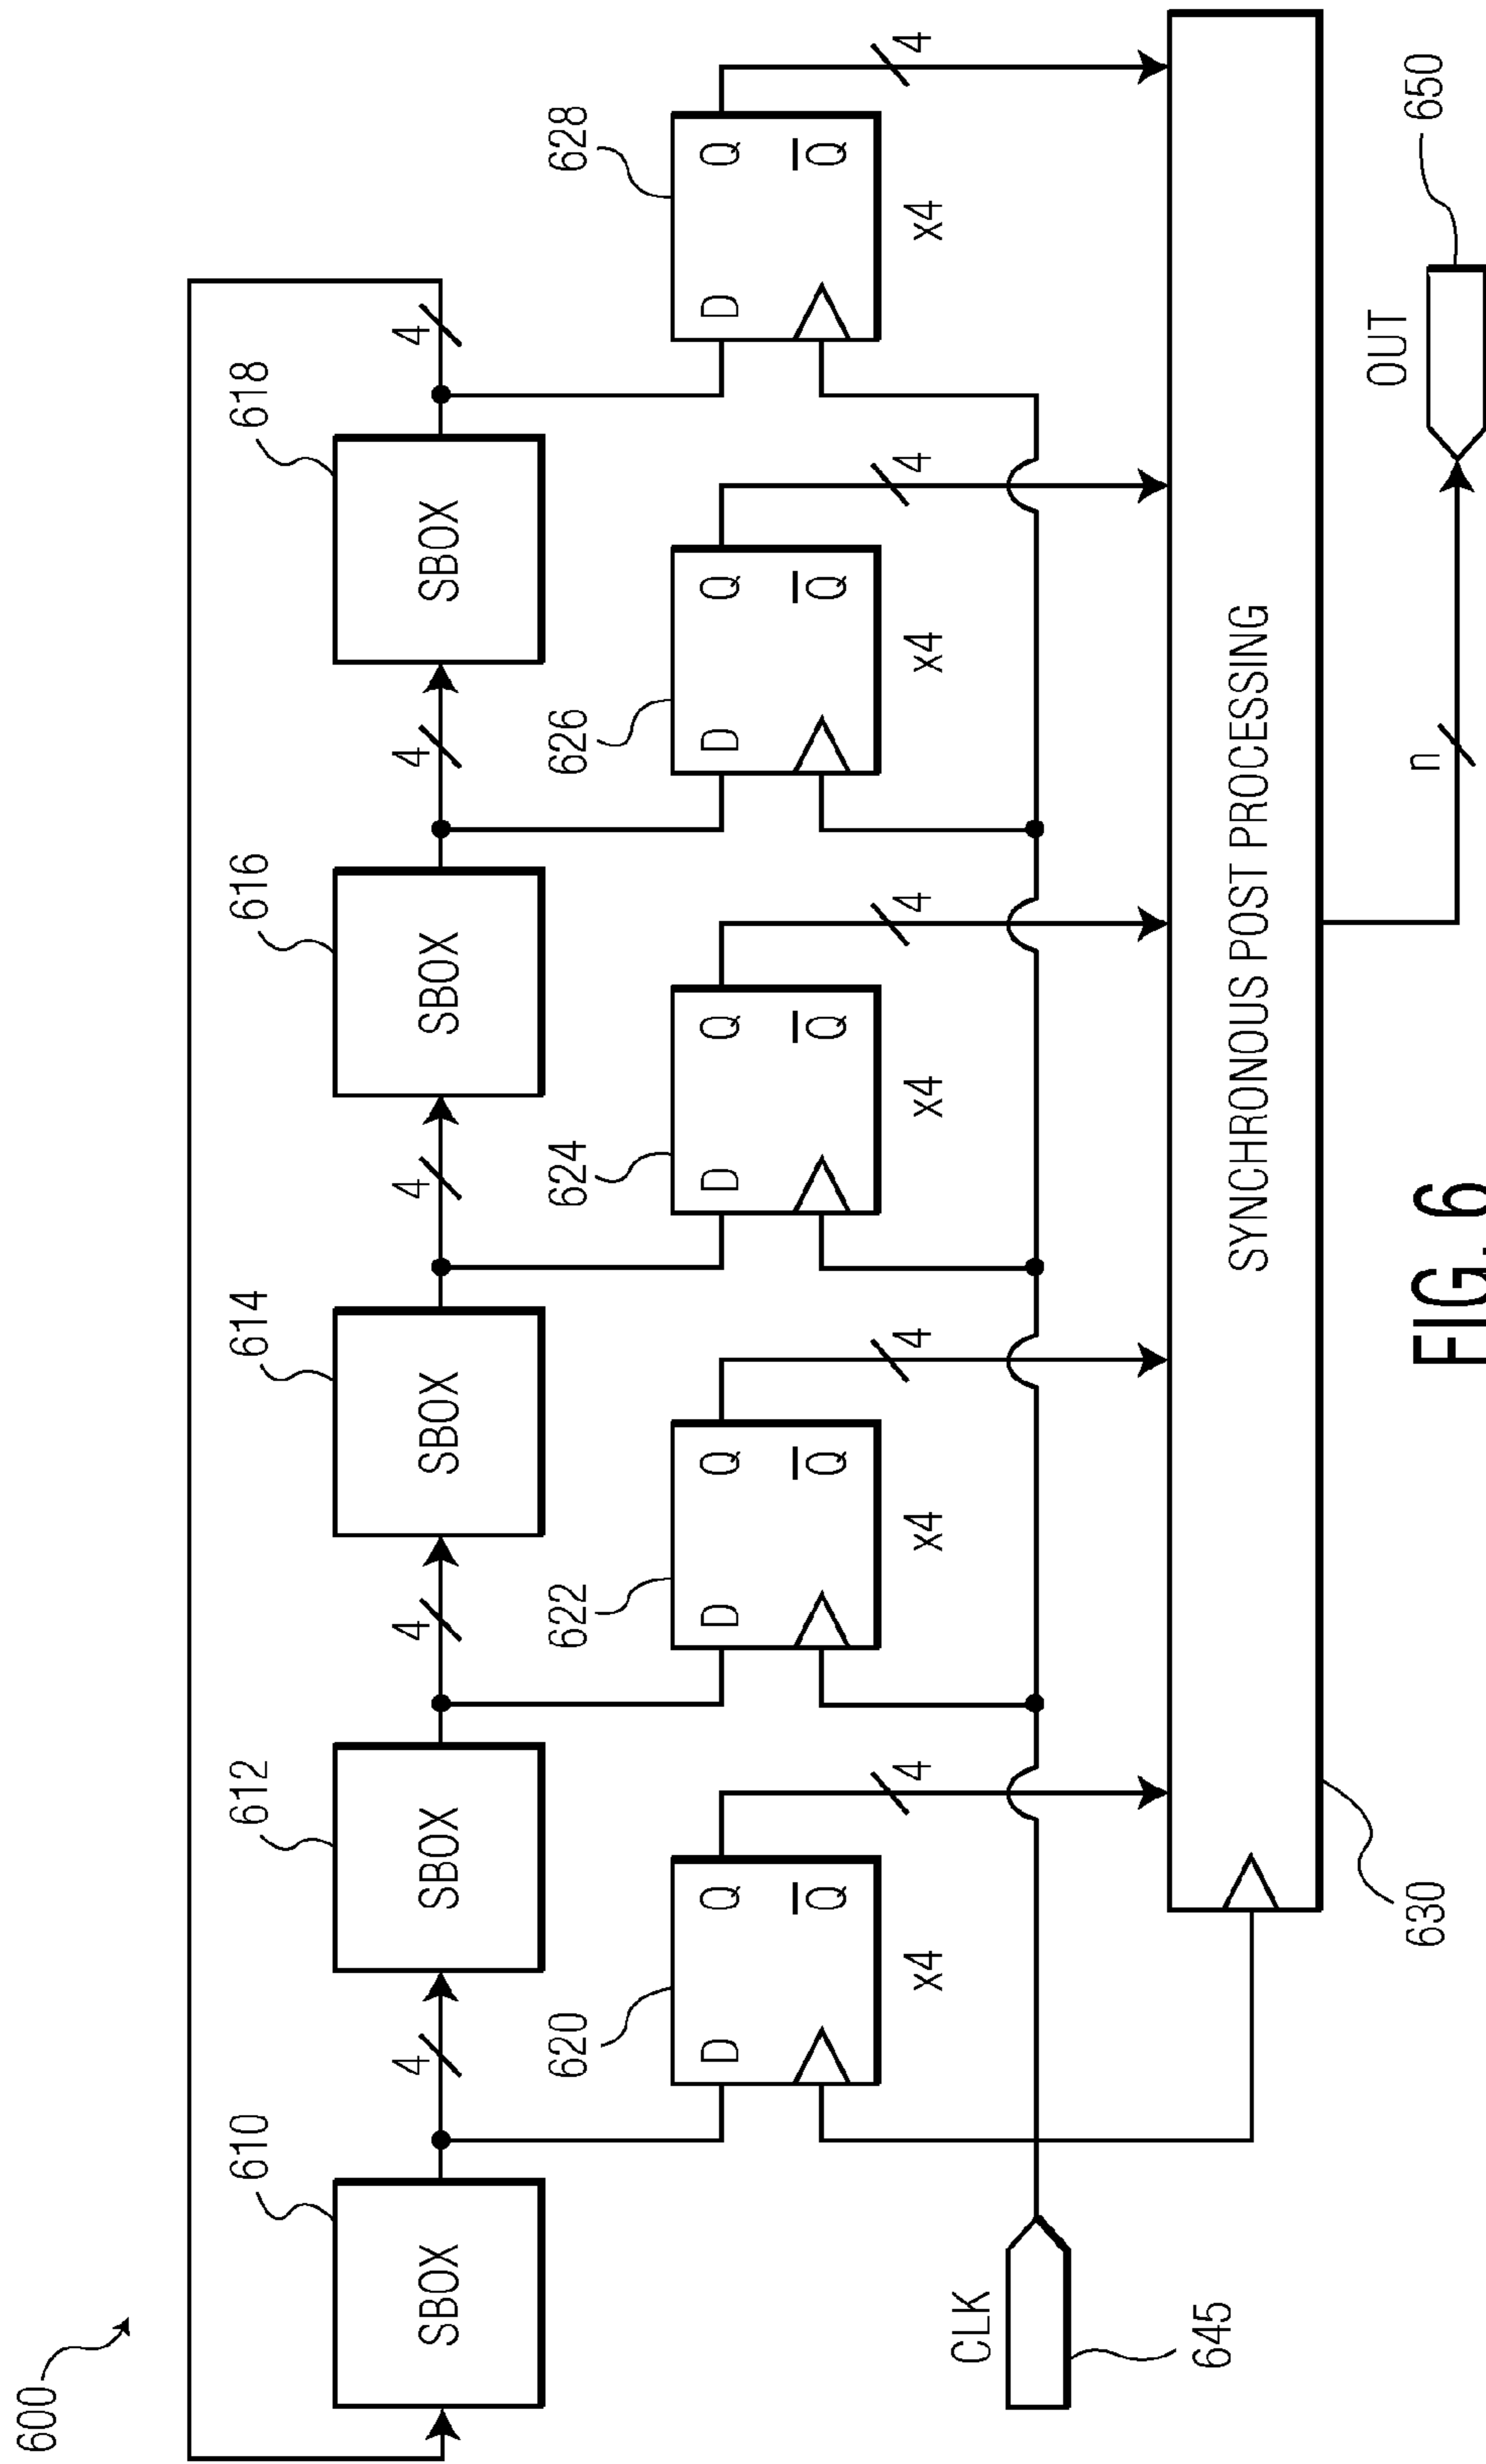 600
610
612
614
616
618
SBOX
SBOX
SBOX
SBOX
SBOX
4
4
4
4
4
620
622
624
626
628
D Q
Q̅
x4
D Q
Q̅
x4
D Q
Q̅
x4
D Q
Q̅
x4
D Q
Q̅
x4
4
4
4
4
4
CLK
645
SYNCHRONOUS POST PROCESSING
630
n
OUT
650
FIG. 6